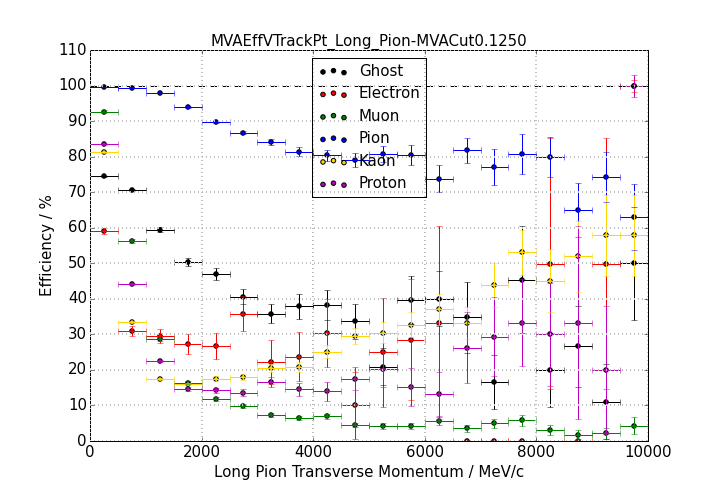 MVAEffVTrackPt_Long_Pion-MVACut0.1250
110
100
90
80
70
60
50
40
30
20
10
0
Efficiency / %
Ghost
Electron
Muon
Pion
Kaon
Proton
0 2000 4000 6000 8000 10000
Long Pion Transverse Momentum / MeV/c